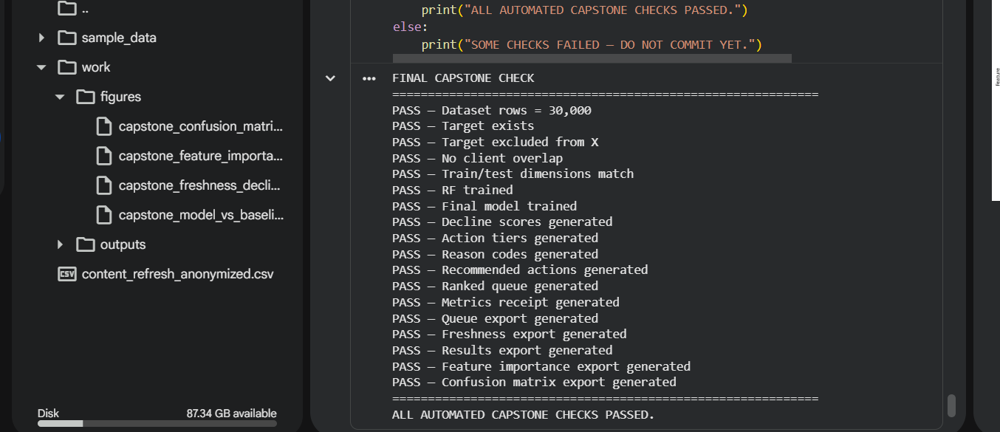 ..
sample_data
work
figures
capstone_confusion_matri...
capstone_feature_importa...
capstone_freshness_decli...
capstone_model_vs_baseli...
outputs
CSV content_refresh_anonymized.csv
Disk 87.34 GB available
print("ALL AUTOMATED CAPSTONE CHECKS PASSED.")
else:
print("SOME CHECKS FAILED — DO NOT COMMIT YET.")
FINAL CAPSTONE CHECK
============================================================
PASS — Dataset rows = 30,000
PASS — Target exists
PASS — Target excluded from X
PASS — No client overlap
PASS — Train/test dimensions match
PASS — RF trained
PASS — Final model trained
PASS — Decline scores generated
PASS — Action tiers generated
PASS — Reason codes generated
PASS — Recommended actions generated
PASS — Ranked queue generated
PASS — Metrics receipt generated
PASS — Queue export generated
PASS — Freshness export generated
PASS — Results export generated
PASS — Feature importance export generated
PASS — Confusion matrix export generated
============================================================
ALL AUTOMATED CAPSTONE CHECKS PASSED.
Feature